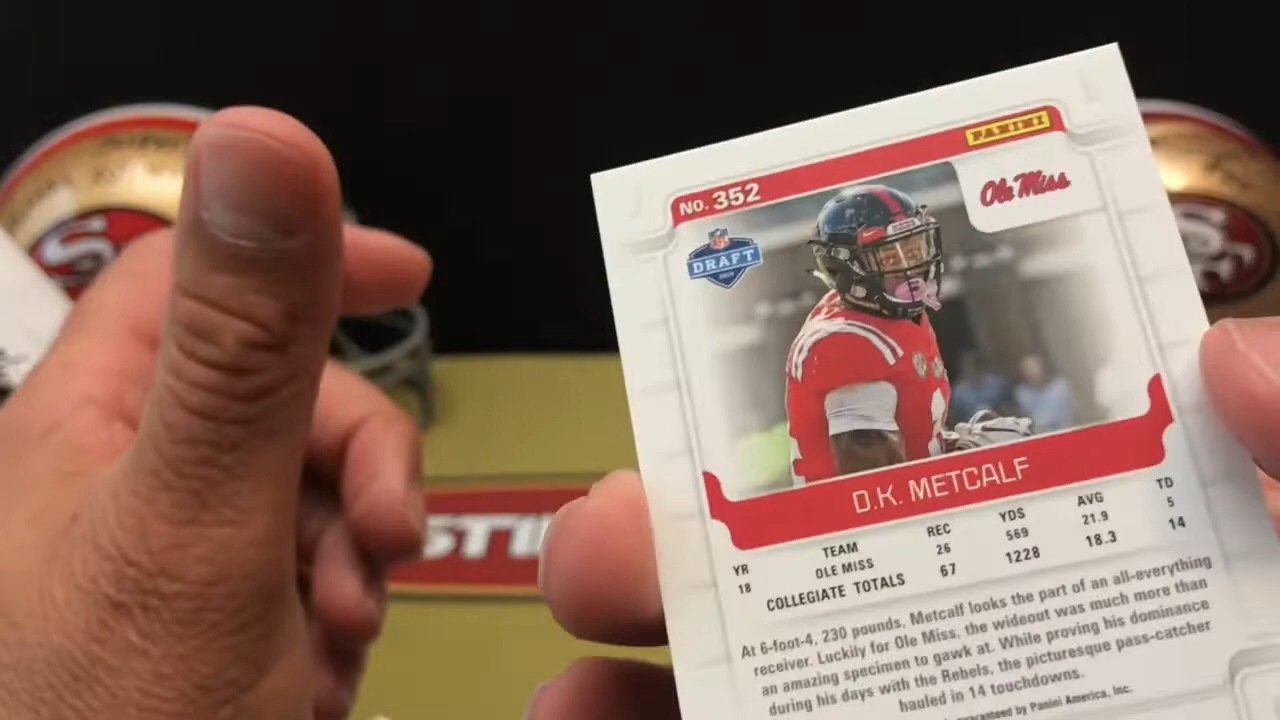 PANINI
No. 352
Ole Miss
NFL
DRAFT
D.K. METCALF
YR TEAM REC YDS AVG TD
18 OLE MISS 26 569 21.9 5
COLLEGIATE TOTALS 67 1228 18.3 14
At 6-foot-4, 230 pounds, Metcalf looks the part of an all-everything
receiver. Luckily for Ole Miss, the wideout was much more than
an amazing specimen to gawk at. While proving his dominance
during his days with the Rebels, the picturesque pass-catcher
hauled in 14 touchdowns.
guaranteed by Panini America, Inc.